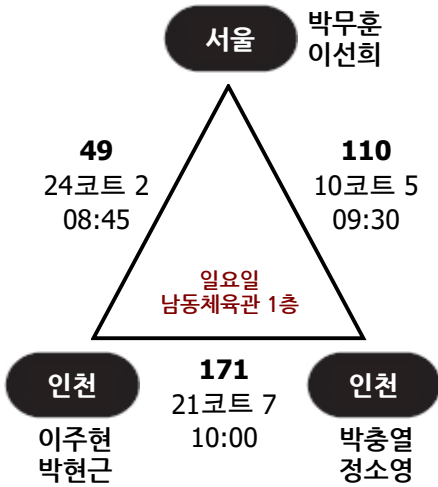 서울
박무훈
이선희
49
24코트 2
08:45
110
10코트 5
09:30
일요일
남동체육관 1층
인천
이주현
박현근
171
21코트 7
10:00
인천
박충열
정소영